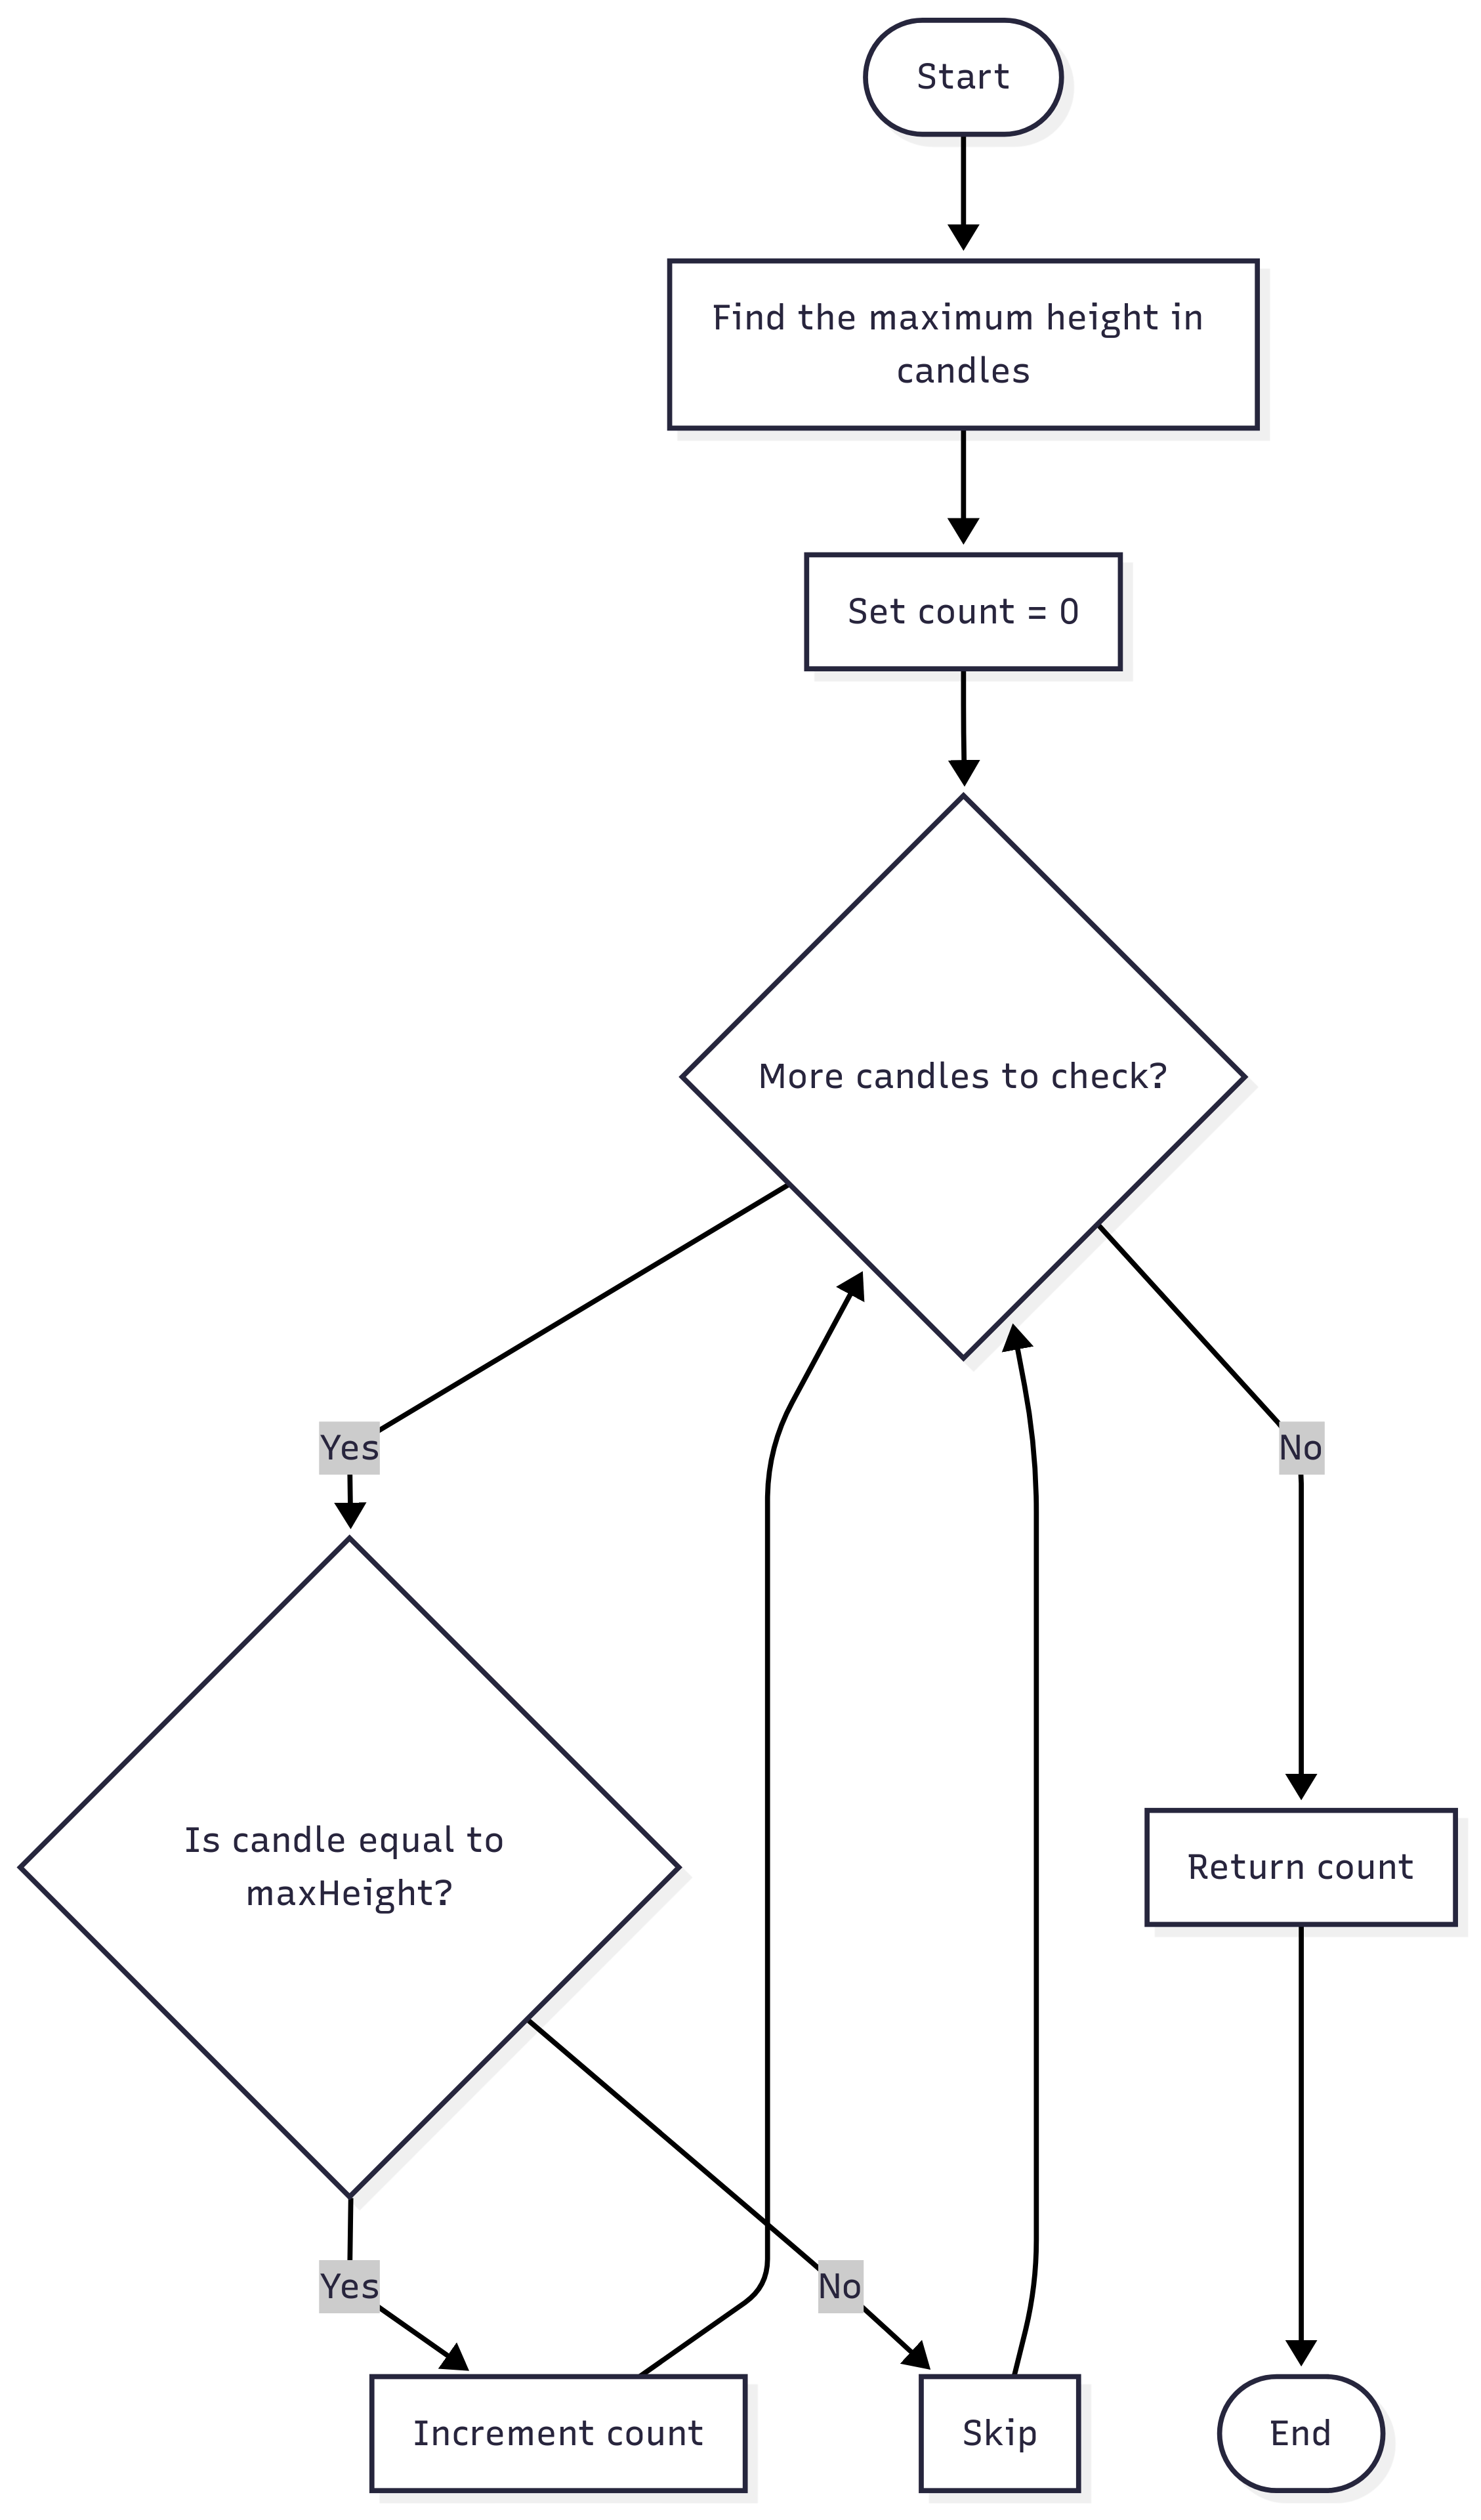 Start
Find the maximum height in
candles
Set count = 0
More candles to check?
Yes
No
Is candle equal to
maxHeight?
Return count
Yes
No
Increment count
Skip
End